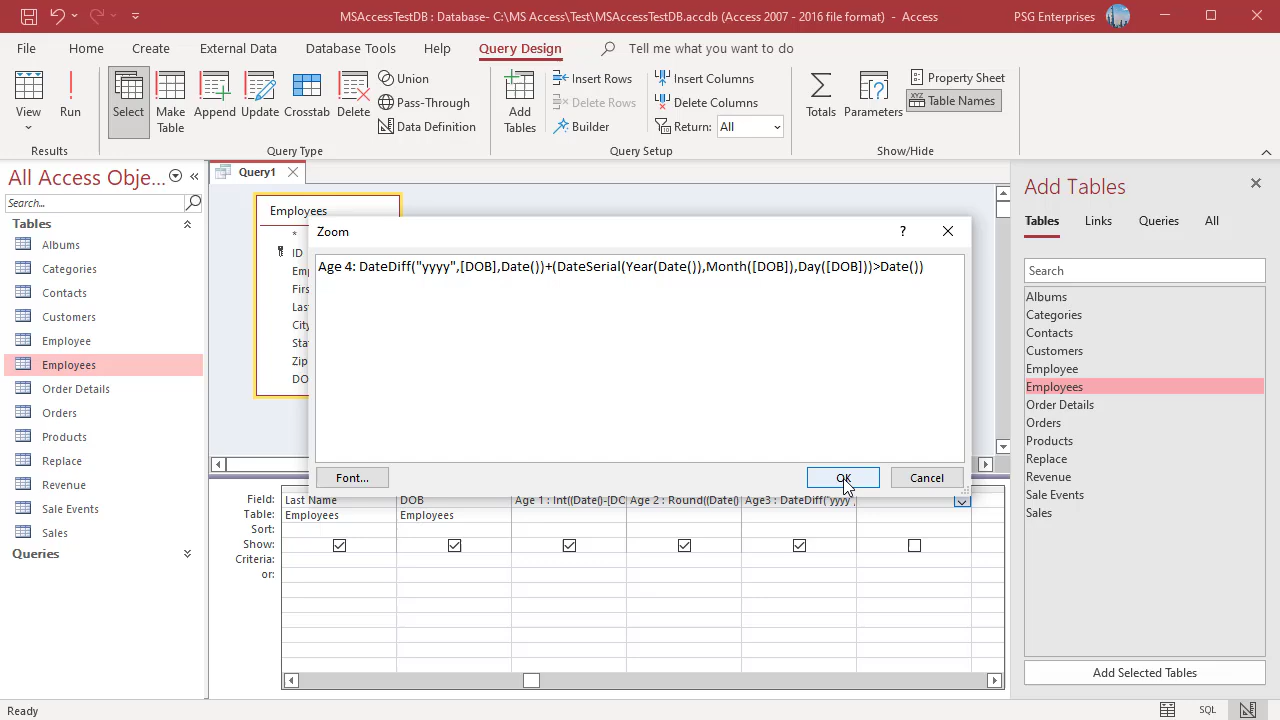 MSAccessTestDB : Database- C:\MS Access\Test\MSAccessTestDB.accdb (Access 2007 - 2016 file format) - Access
PSG Enterprises
File Home Create External Data Database Tools Help Query Design Tell me what you want to do
View
Run
Results
Select
Make Table
Append
Update
Crosstab
Delete
Union
Pass-Through
Data Definition
Query Type
Add Tables
Insert Rows
Delete Rows
Builder
Insert Columns
Delete Columns
Return: All
Query Setup
Totals
Parameters
Property Sheet
XYZ Table Names
Show/Hide
All Access Obje...
Search...
Tables
Albums
Categories
Contacts
Customers
Employee
Employees
Order Details
Orders
Products
Replace
Revenue
Sale Events
Sales
Queries
Query1
Employees
*
ID
Em
Firs
Las
City
Stat
Zip
DO
Zoom
?
Age 4: DateDiff("yyyy",[DOB],Date())+(DateSerial(Year(Date()),Month([DOB]),Day([DOB]))>Date())
Font...
OK
Cancel
Field: Last Name DOB Age 1 : Int((Date()-[DC Age 2 : Round((Date() Age3 : DateDiff("yyyy",
Table: Employees Employees
Sort:
Show:
Criteria:
or:
Add Tables
Tables Links Queries All
Search
Albums
Categories
Contacts
Customers
Employee
Employees
Order Details
Orders
Products
Replace
Revenue
Sale Events
Sales
Add Selected Tables
Ready
SQL